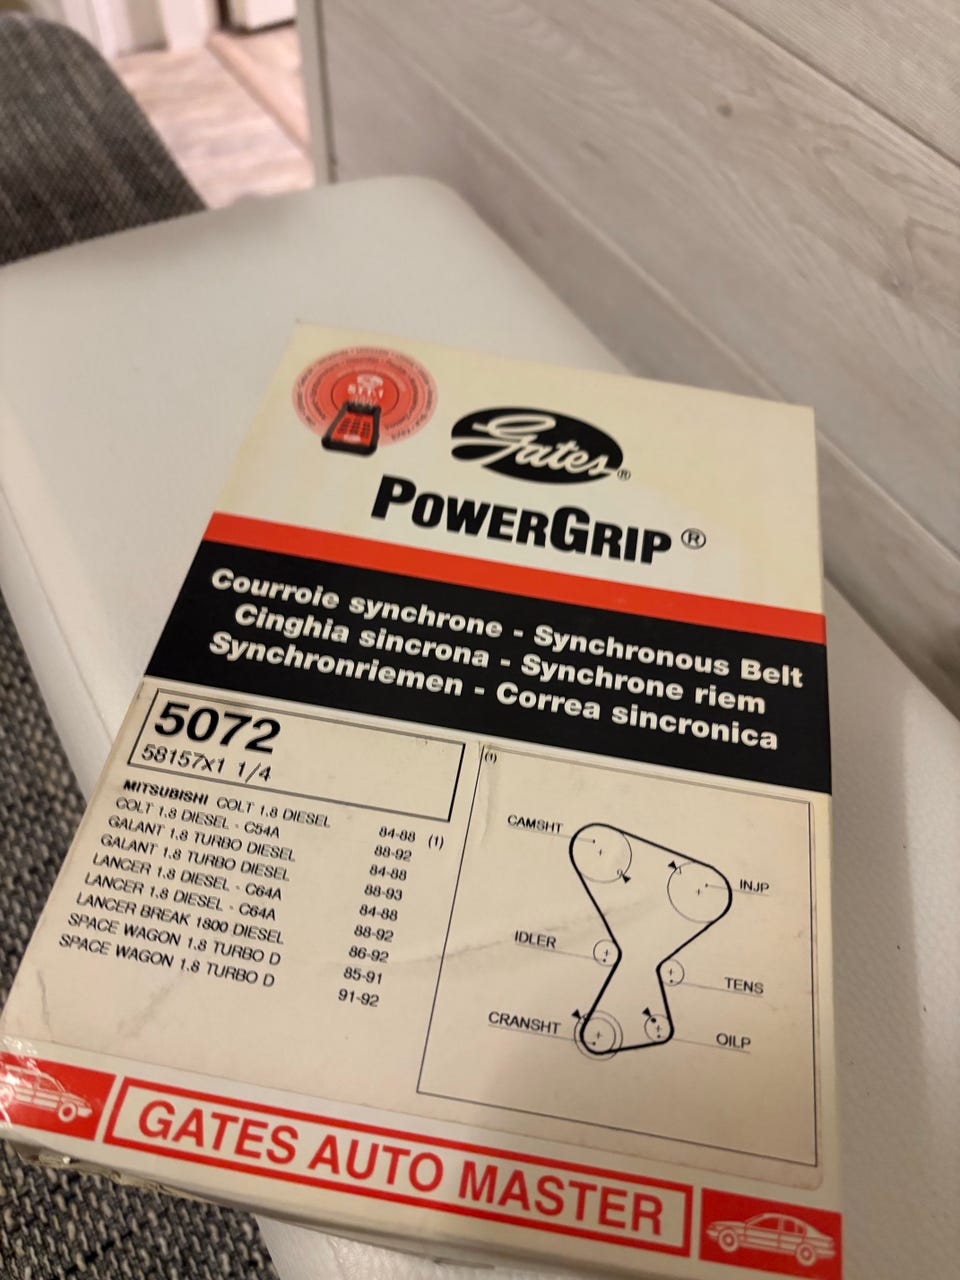 Gates®
POWERGRIP®
Courroie synchrone - Synchronous Belt
Cinghia sincrona - Synchrone riem
Synchronriemen - Correa sincronica
5072
58157x1 1/4
MITSUBISHI COLT 1.8 DIESEL 84-88 (1)
COLT 1.8 DIESEL - C54A 88-92
GALANT 1.8 TURBO DIESEL 84-88
GALANT 1.8 TURBO DIESEL 88-93
LANCER 1.8 DIESEL - C64A 84-88
LANCER 1.8 DIESEL - C64A 88-92
LANCER BREAK 1800 DIESEL 86-92
SPACE WAGON 1.8 TURBO D 85-91
SPACE WAGON 1.8 TURBO D 91-92
(1)
CAMSHT
INJP
IDLER
TENS
CRANSHT
OILP
GATES AUTO MASTER